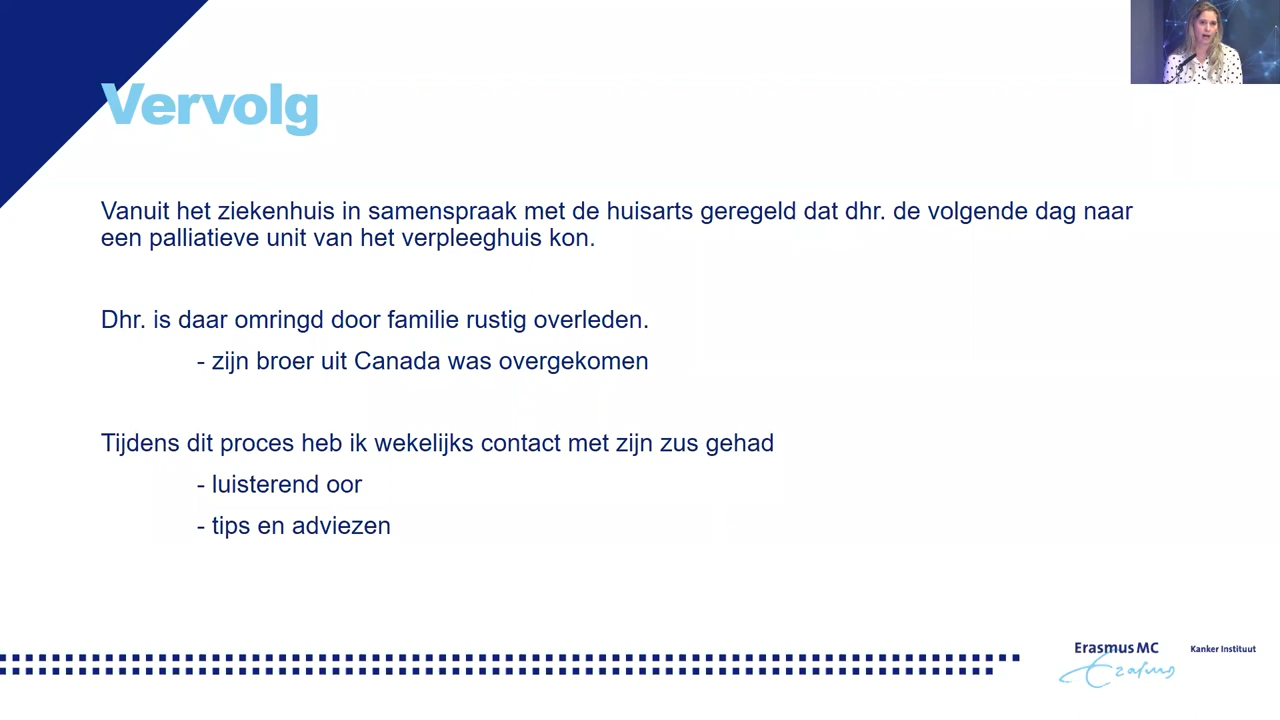 Vervolg
Vanuit het ziekenhuis in samenspraak met de huisarts geregeld dat dhr. de volgende dag naar
een palliatieve unit van het verpleeghuis kon.
Dhr. is daar omringd door familie rustig overleden.
- zijn broer uit Canada was overgekomen
Tijdens dit proces heb ik wekelijks contact met zijn zus gehad
- luisterend oor
- tips en adviezen
Erasmus MC
Kanker Instituut
Erasmus